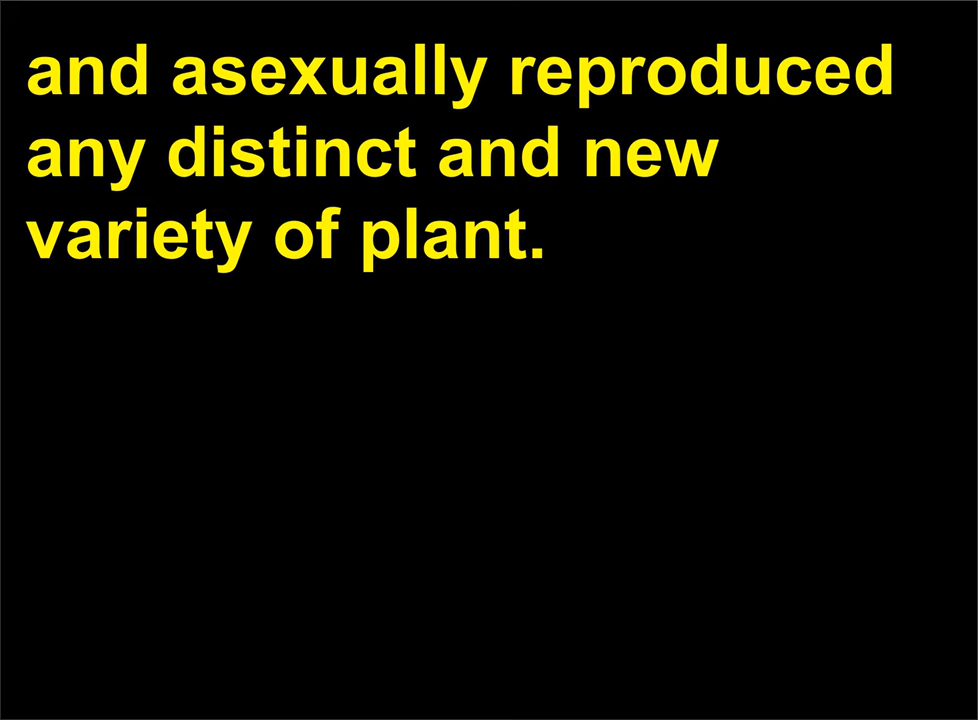 and asexually reproduced
any distinct and new
variety of plant.